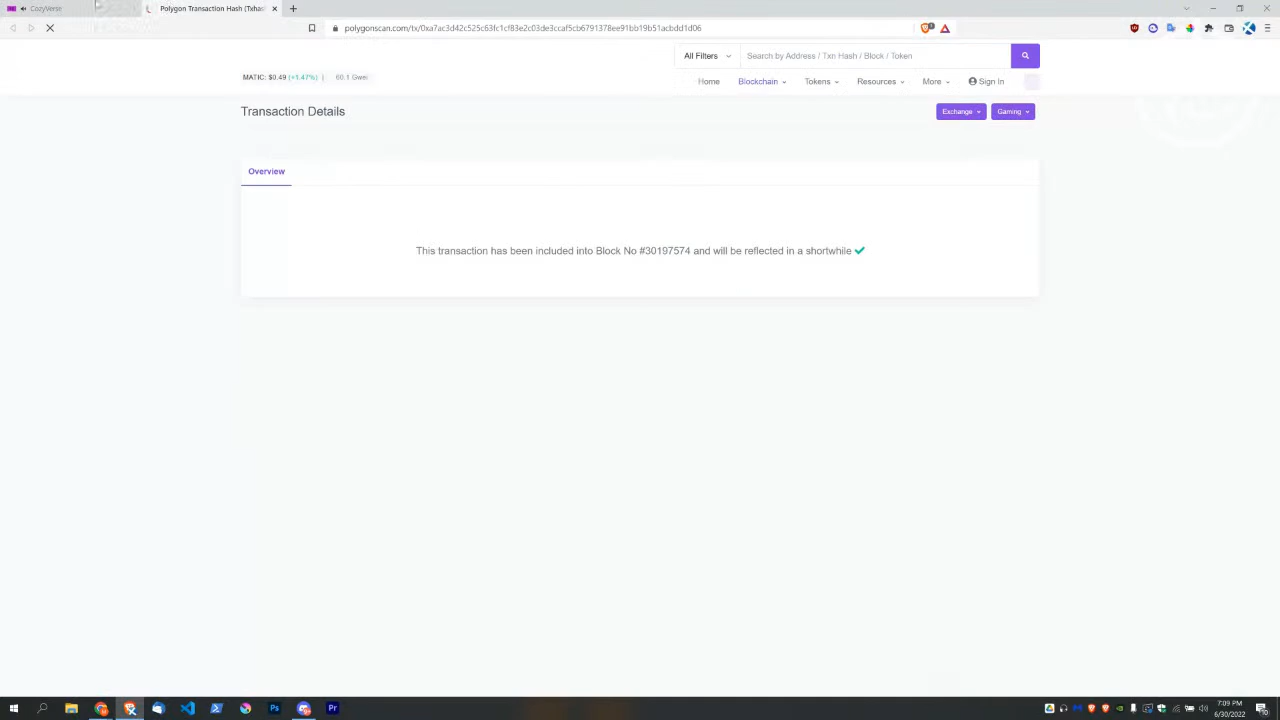 CozyVerse
Polygon Transaction Hash (Txhas
polygonscan.com/tx/0xa7ac3d42c525c63fc1cf83e2c03de3ccaf5cb6791378ee91bb19b51acbdd1d06
All Filters
Search by Address / Txn Hash / Block / Token
MATIC: $0.49 (+1.47%) | 60.1 Gwei
Home Blockchain Tokens Resources More Sign In
Transaction Details
Exchange Gaming
Overview
This transaction has been included into Block No #30197574 and will be reflected in a shortwhile
Ps Pr
7:09 PM
6/30/2022